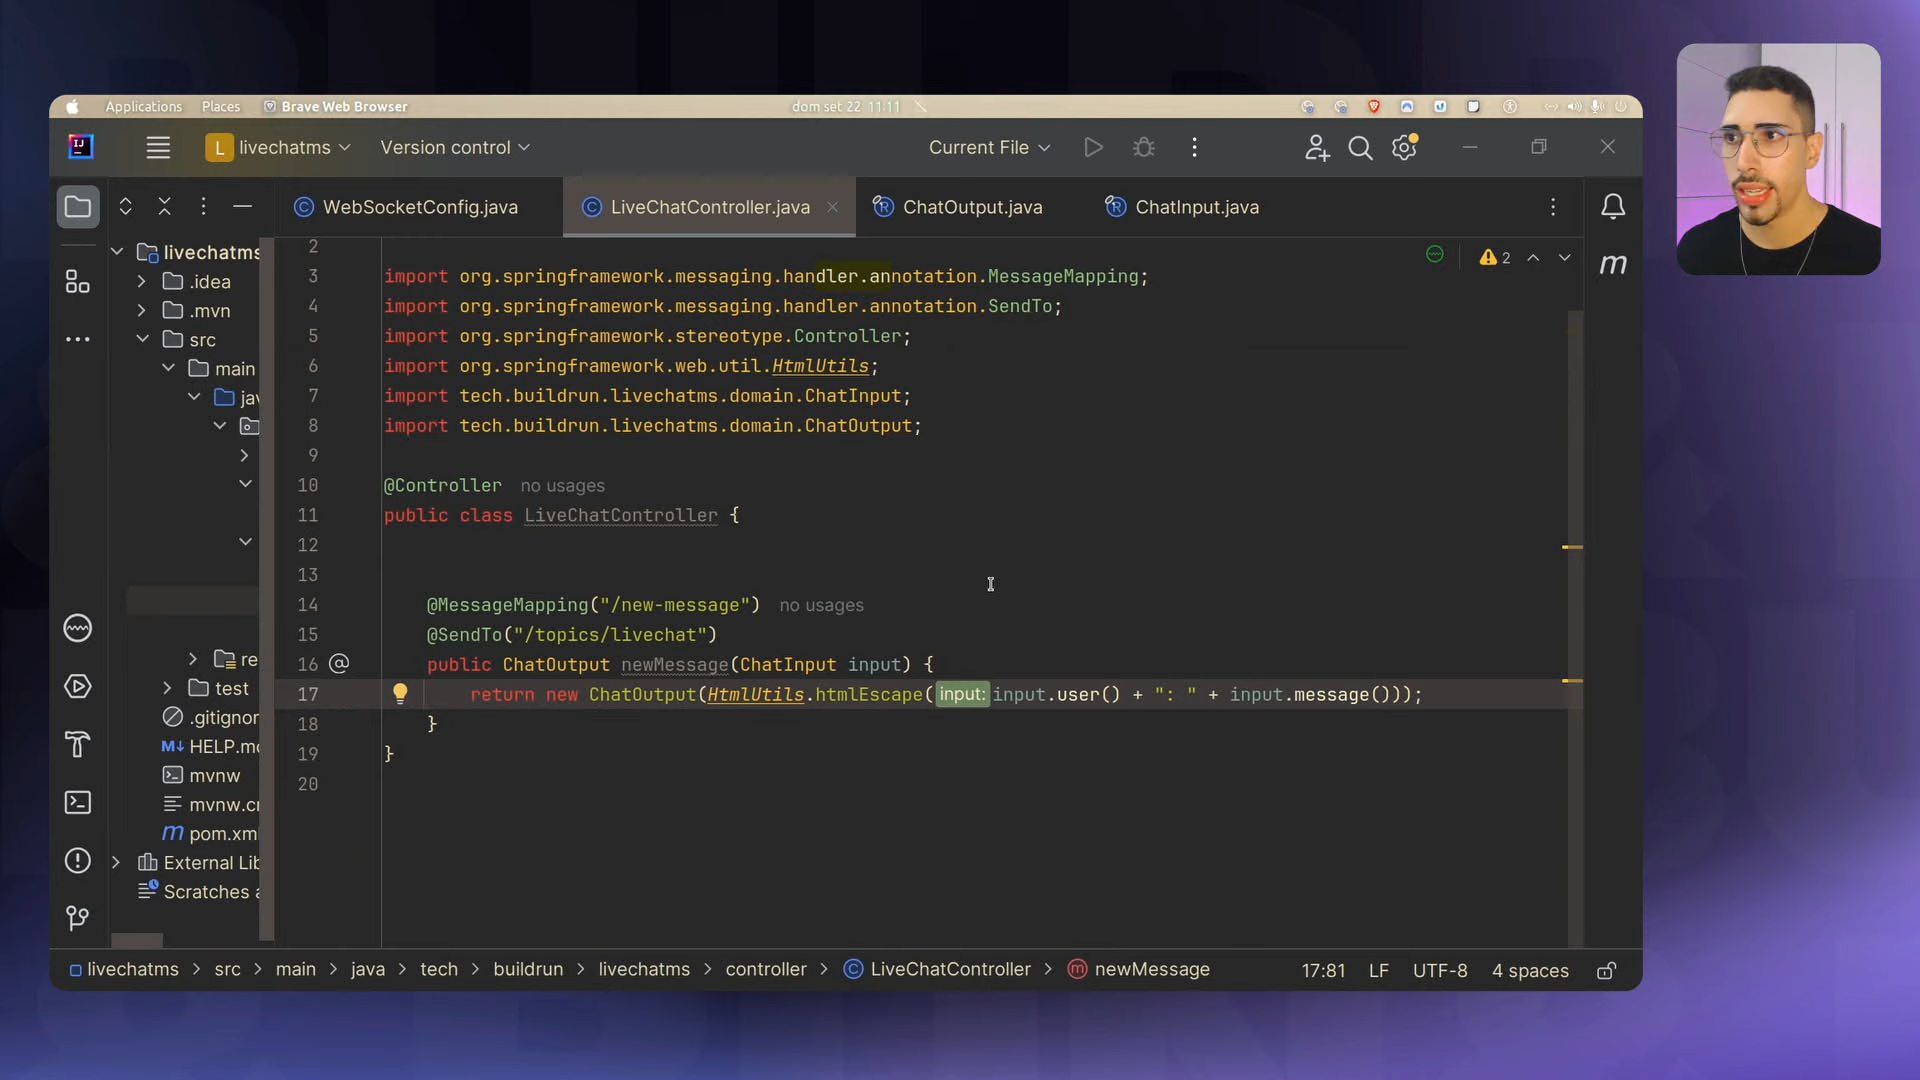 Applications Places Brave Web Browser dom set 22 11:11
livechatms Version control Current File
WebSocketConfig.java LiveChatController.java ChatOutput.java ChatInput.java
livechatms
.idea
.mvn
src
main
jav
re
test
.gitignor
HELP.md
mvnw
mvnw.cm
pom.xml
External Lib
Scratches a
2
3 import org.springframework.messaging.handler.annotation.MessageMapping;
4 import org.springframework.messaging.handler.annotation.SendTo;
5 import org.springframework.stereotype.Controller;
6 import org.springframework.web.util.HtmlUtils;
7 import tech.buildrun.livechatms.domain.ChatInput;
8 import tech.buildrun.livechatms.domain.ChatOutput;
9
10 @Controller no usages
11 public class LiveChatController {
12
13
14 @MessageMapping("/new-message") no usages
15 @SendTo("/topics/livechat")
16 public ChatOutput newMessage(ChatInput input) {
17 return new ChatOutput(HtmlUtils.htmlEscape( input: input.user() + ": " + input.message()));
18 }
19 }
20
2
livechatms > src > main > java > tech > buildrun > livechatms > controller > LiveChatController > newMessage 17:81 LF UTF-8 4 spaces